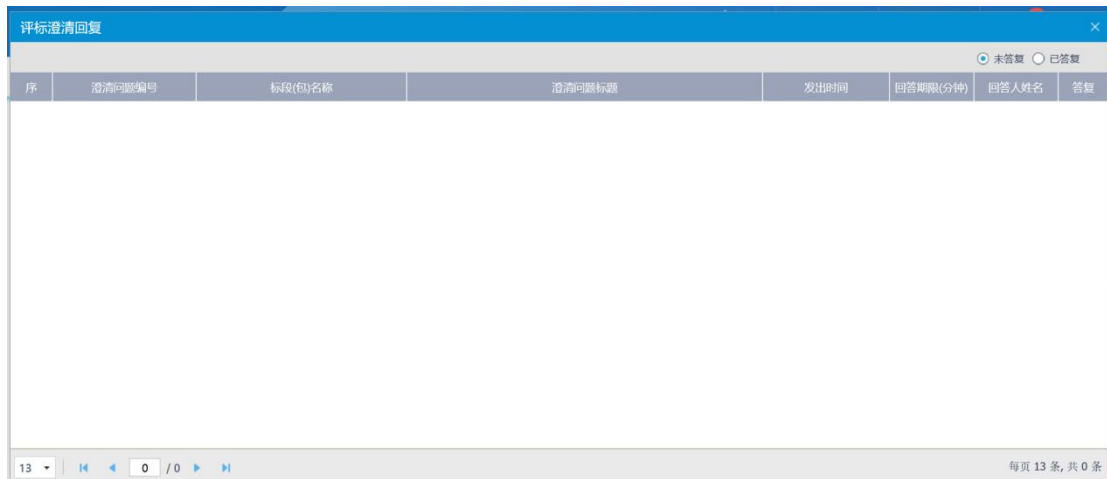 评标澄清回复
未答复 已答复
序 澄清问题编号 标段(包)名称 澄清问题标题 发出时间 回答期限(分钟) 回答人姓名 答复
13 0 / 0 每页 13 条, 共 0 条